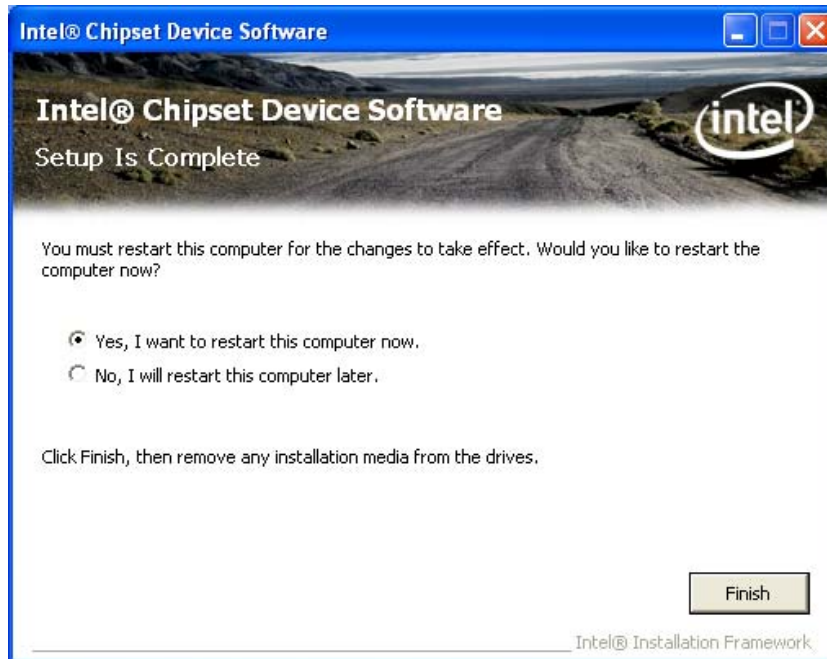 Intel® Chipset Device Software
Intel® Chipset Device Software
intel
Setup Is Complete
You must restart this computer for the changes to take effect. Would you like to restart the
computer now?
Yes, I want to restart this computer now.
No, I will restart this computer later.
Click Finish, then remove any installation media from the drives.
Finish
Intel® Installation Framework